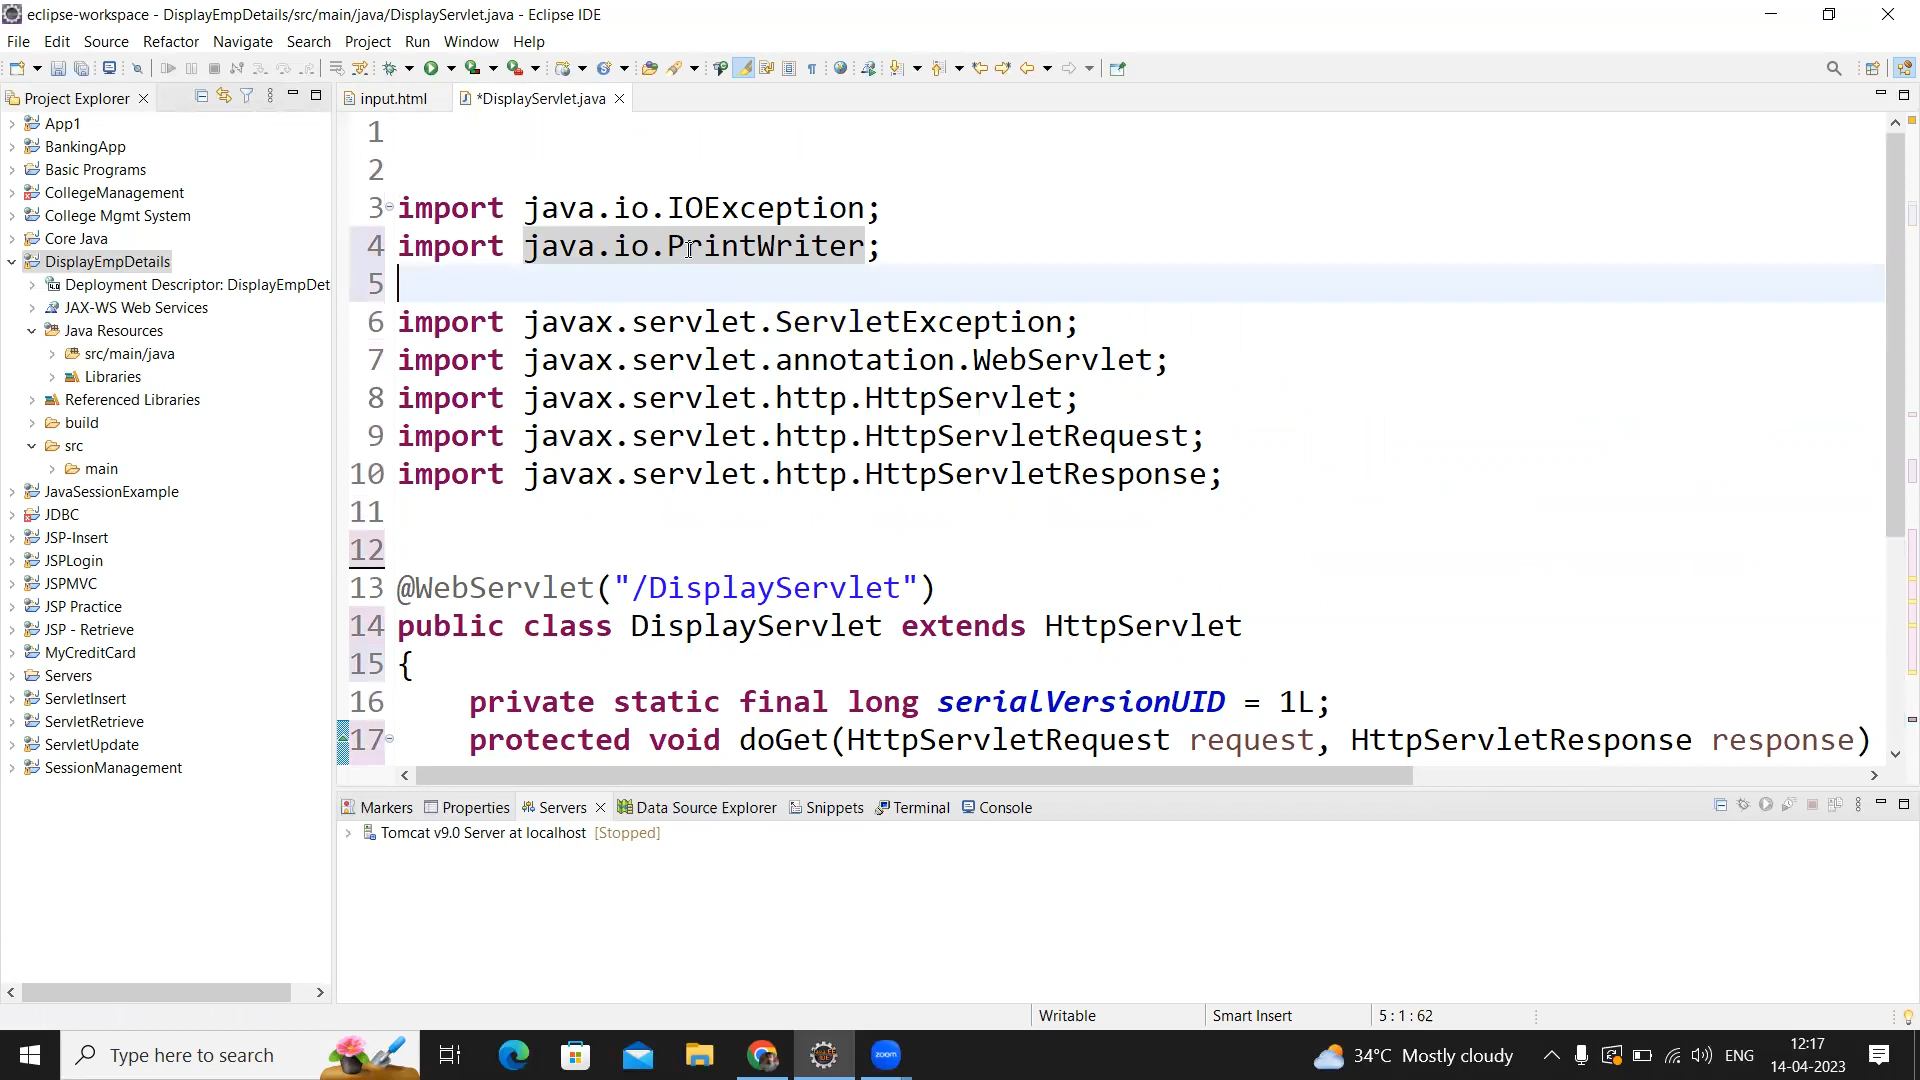 eclipse-workspace - DisplayEmpDetails/src/main/java/DisplayServlet.java - Eclipse IDE
File Edit Source Refactor Navigate Search Project Run Window Help
Project Explorer
input.html
*DisplayServlet.java
App1
BankingApp
Basic Programs
CollegeManagement
College Mgmt System
Core Java
DisplayEmpDetails
Deployment Descriptor: DisplayEmpDet
JAX-WS Web Services
Java Resources
src/main/java
Libraries
Referenced Libraries
build
src
main
JavaSessionExample
JDBC
JSP-Insert
JSPLogin
JSPMVC
JSP Practice
JSP - Retrieve
MyCreditCard
Servers
ServletInsert
ServletRetrieve
ServletUpdate
SessionManagement
1
2
3 import java.io.IOException;
4 import java.io.PrintWriter;
5
6 import javax.servlet.ServletException;
7 import javax.servlet.annotation.WebServlet;
8 import javax.servlet.http.HttpServlet;
9 import javax.servlet.http.HttpServletRequest;
10 import javax.servlet.http.HttpServletResponse;
11
12
13 @WebServlet("/DisplayServlet")
14 public class DisplayServlet extends HttpServlet
15 {
16 private static final long serialVersionUID = 1L;
17 protected void doGet(HttpServletRequest request, HttpServletResponse response)
Markers Properties Servers Data Source Explorer Snippets Terminal Console
Tomcat v9.0 Server at localhost [Stopped]
Writable Smart Insert 5 : 1 : 62
Type here to search
zoom
34°C Mostly cloudy
ENG
12:17
14-04-2023